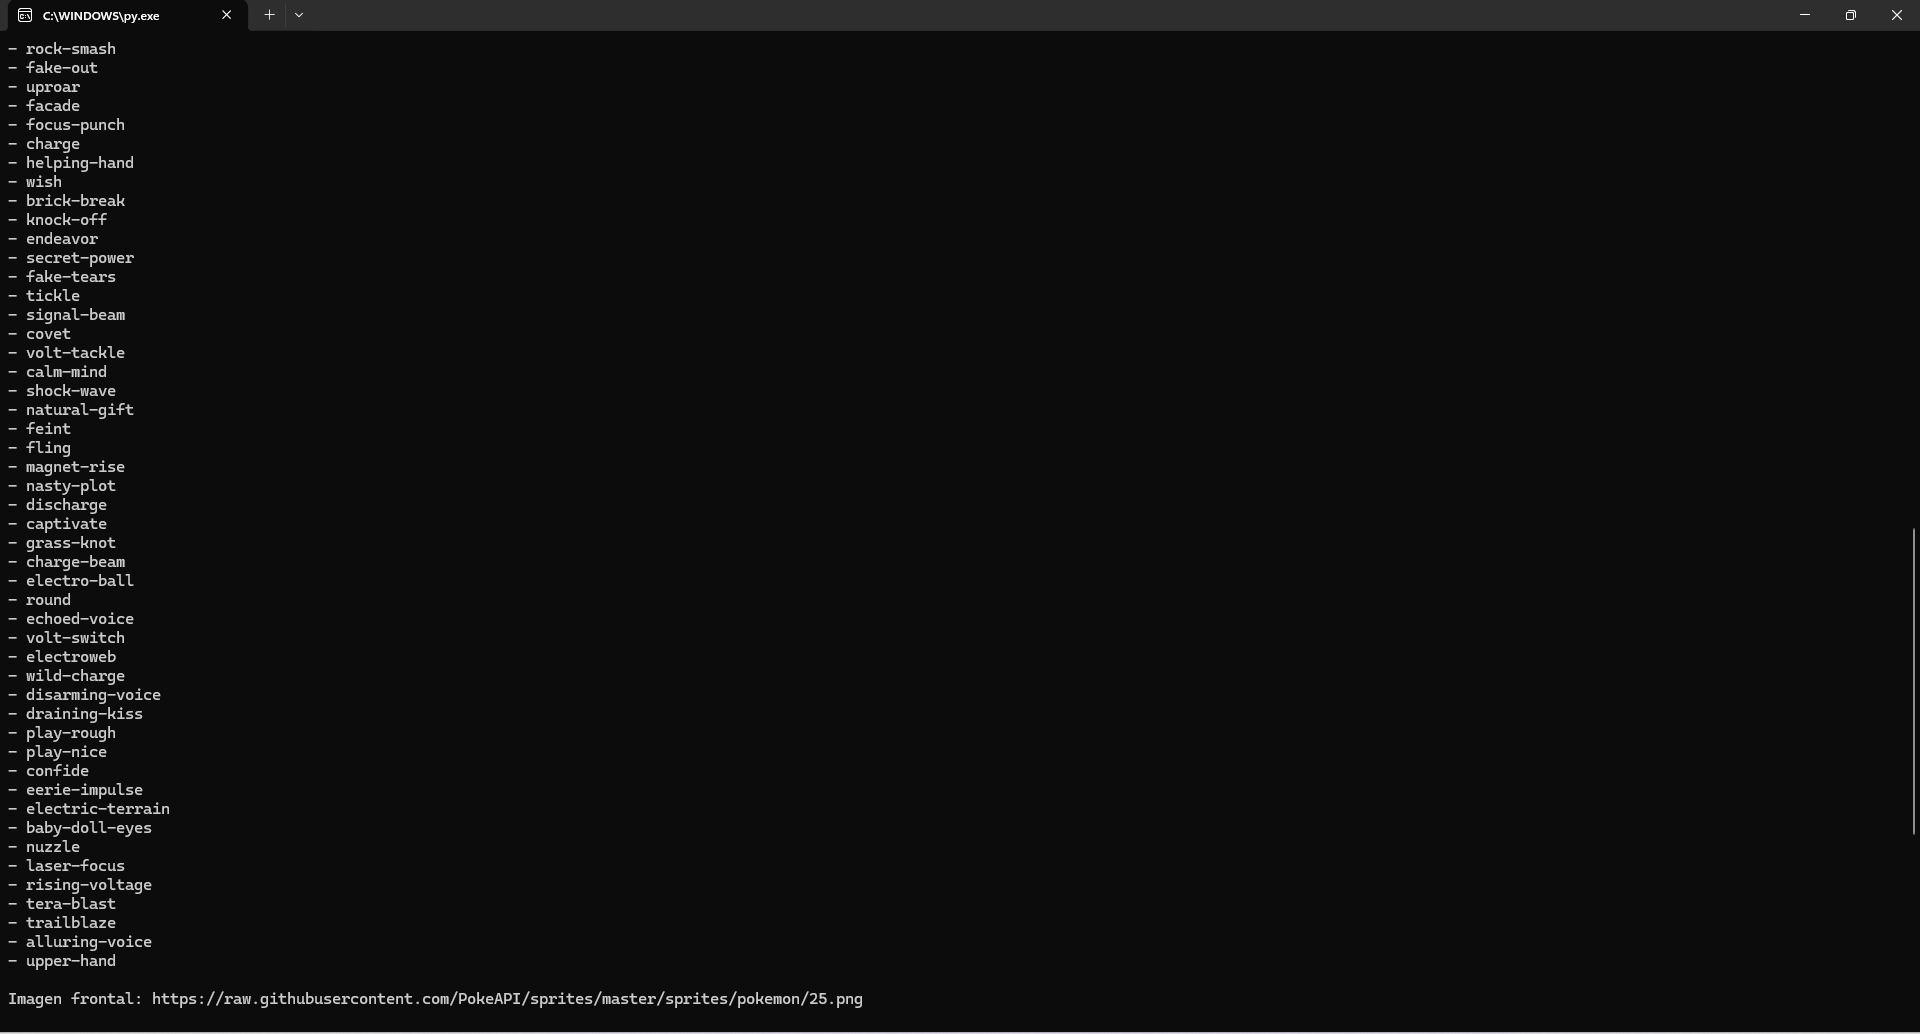 C:\WINDOWS\py.exe
- rock-smash
- fake-out
- uproar
- facade
- focus-punch
- charge
- helping-hand
- wish
- brick-break
- knock-off
- endeavor
- secret-power
- fake-tears
- tickle
- signal-beam
- covet
- volt-tackle
- calm-mind
- shock-wave
- natural-gift
- feint
- fling
- magnet-rise
- nasty-plot
- discharge
- captivate
- grass-knot
- charge-beam
- electro-ball
- round
- echoed-voice
- volt-switch
- electroweb
- wild-charge
- disarming-voice
- draining-kiss
- play-rough
- play-nice
- confide
- eerie-impulse
- electric-terrain
- baby-doll-eyes
- nuzzle
- laser-focus
- rising-voltage
- tera-blast
- trailblaze
- alluring-voice
- upper-hand
Imagen frontal: https://raw.githubusercontent.com/PokeAPI/sprites/master/sprites/pokemon/25.png